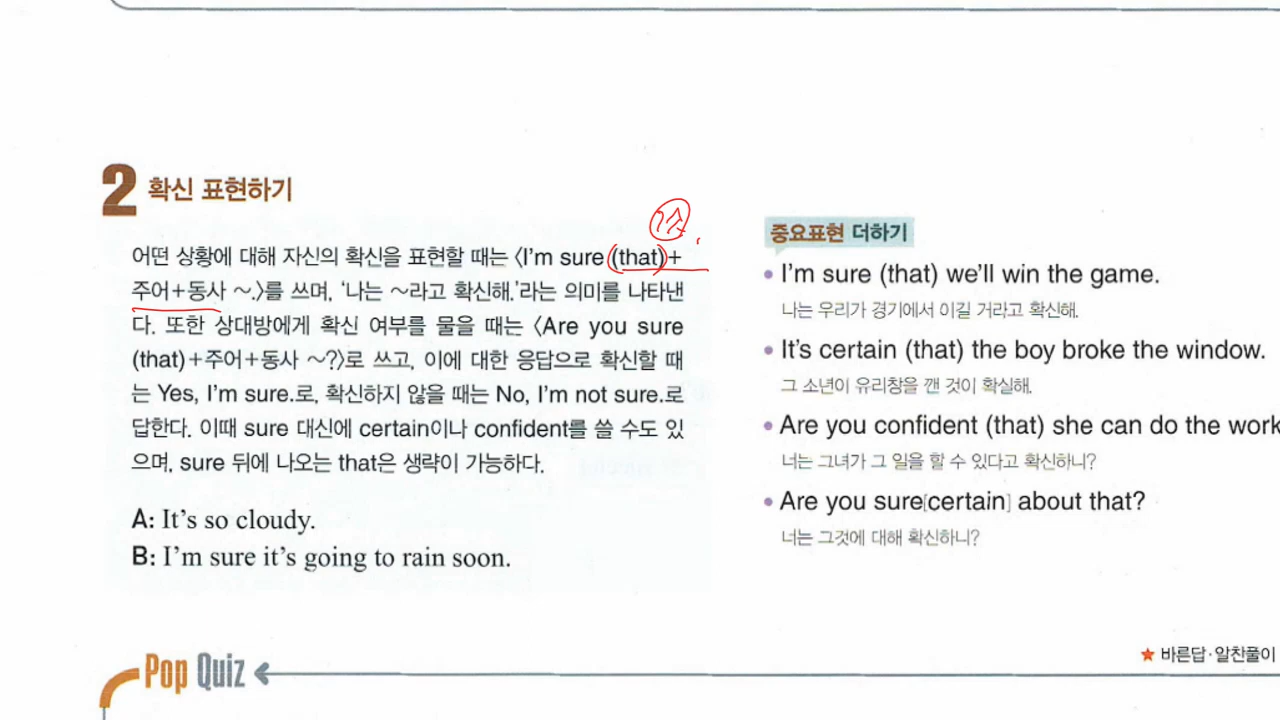 2 확신 표현하기
어떤 상황에 대해 자신의 확신을 표현할 때는 〈I'm sure (that)+
주어+동사 ~.〉를 쓰며, '나는 ~라고 확신해.'라는 의미를 나타낸
다. 또한 상대방에게 확신 여부를 물을 때는 〈Are you sure
(that)+주어+동사 ~?〉로 쓰고, 이에 대한 응답으로 확신할 때
는 Yes, I'm sure.로, 확신하지 않을 때는 No, I'm not sure.로
답한다. 이때 sure 대신에 certain이나 confident를 쓸 수도 있
으며, sure 뒤에 나오는 that은 생략이 가능하다.
A: It's so cloudy.
B: I'm sure it's going to rain soon.
중요표현 더하기
• I'm sure (that) we'll win the game.
나는 우리가 경기에서 이길 거라고 확신해.
• It's certain (that) the boy broke the window.
그 소년이 유리창을 깬 것이 확실해.
• Are you confident (that) she can do the work
너는 그녀가 그 일을 할 수 있다고 확신하니?
• Are you sure[certain] about that?
너는 그것에 대해 확신하니?
★ 바른답·알찬풀이
Pop Quiz